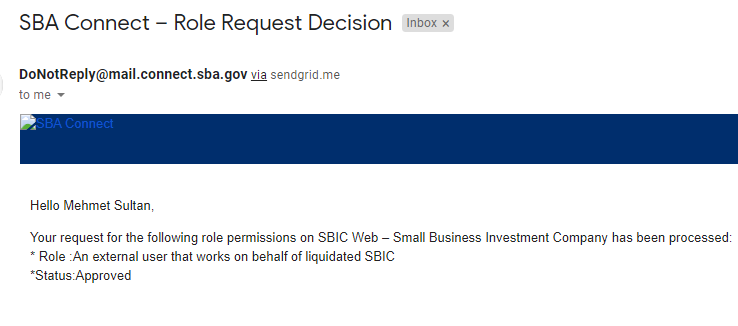 SBA Connect – Role Request Decision Inbox ×
DoNotReply@mail.connect.sba.gov via sendgrid.me
to me
SBA Connect
Hello Mehmet Sultan,
Your request for the following role permissions on SBIC Web – Small Business Investment Company has been processed:
* Role :An external user that works on behalf of liquidated SBIC
*Status:Approved